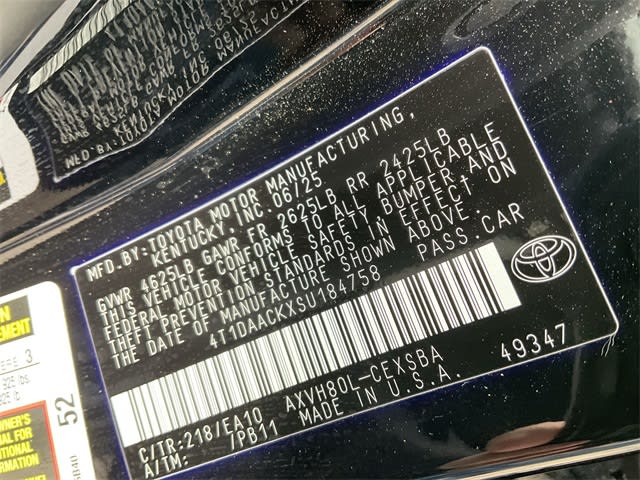 MFD.BY:TOYOTA MOTOR MANUFACTURING,
KENTUCKY, INC. 06/25
GVWR 4625LB GAWR FR 2625LB RR 2425LB
THIS VEHICLE CONFORMS TO ALL APPLICABLE
FEDERAL MOTOR VEHICLE SAFETY, BUMPER, AND
THEFT PREVENTION STANDARDS IN EFFECT ON
THE DATE OF MANUFACTURE SHOWN ABOVE.
4T1DAACKXSU184758 PASS.CAR
C/TR:218/EA10 AXVH80L-CEXSBA 49347
A/TM: /PB11 MADE IN U.S.A.
3
52